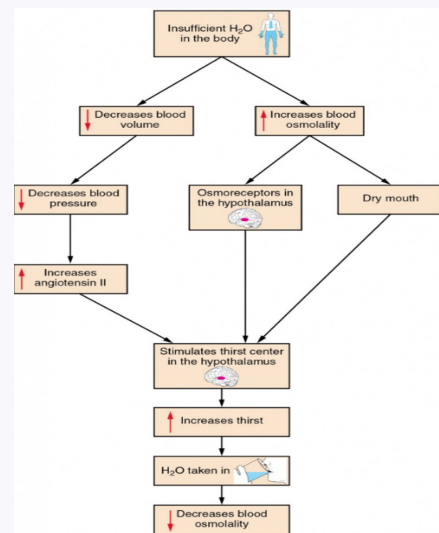 Insufficient H₂O
in the body
Decreases blood
volume
Increases blood
osmolality
Decreases blood
pressure
Osmoreceptors in
the hypothalamus
Dry mouth
Increases
angiotensin II
Stimulates thirst center
in the hypothalamus
Increases thirst
H₂O taken in
Decreases blood
osmolality